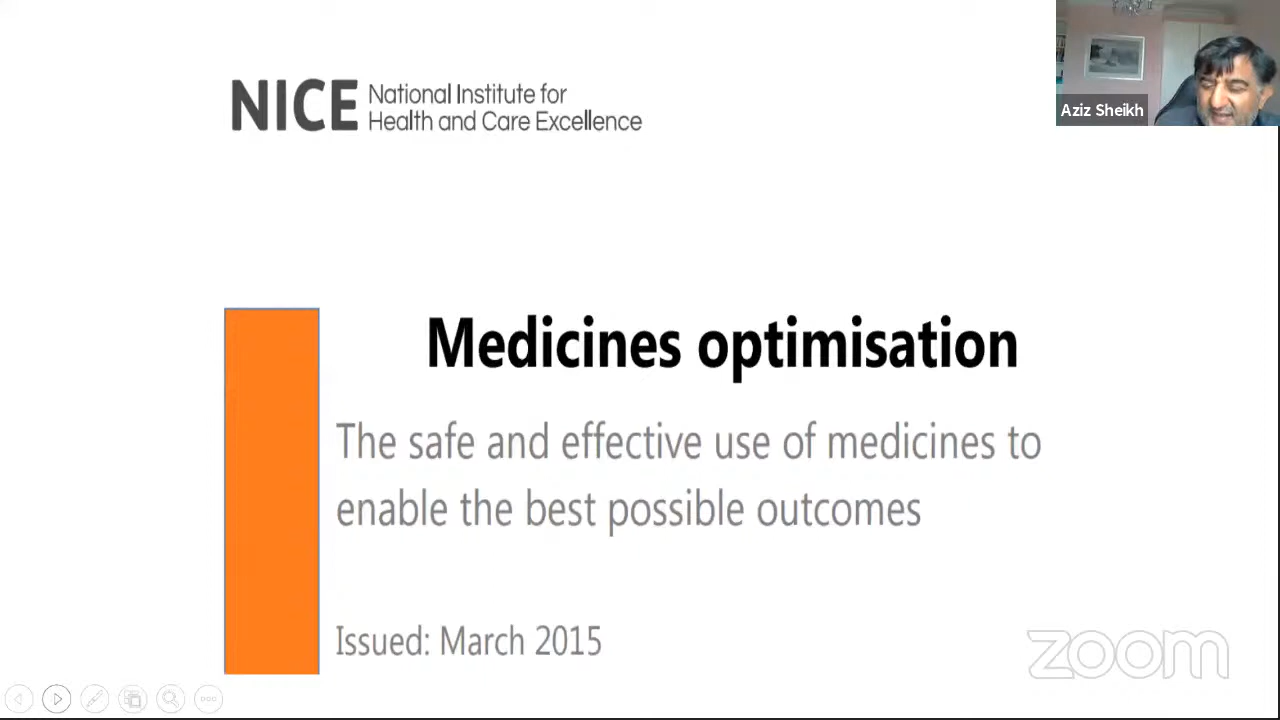 NICE National Institute for
Health and Care Excellence
Aziz Sheikh
Medicines optimisation
The safe and effective use of medicines to
enable the best possible outcomes
Issued: March 2015
zoom